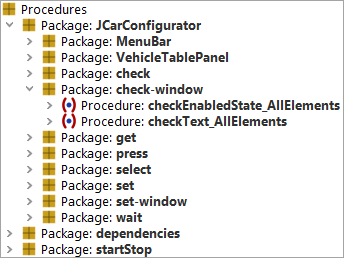 Procedures
Package: JCarConfigurator
Package: MenuBar
Package: VehicleTablePanel
Package: check
Package: check-window
Procedure: checkEnabledState_AllElements
Procedure: checkText_AllElements
Package: get
Package: press
Package: select
Package: set
Package: set-window
Package: wait
Package: dependencies
Package: startStop